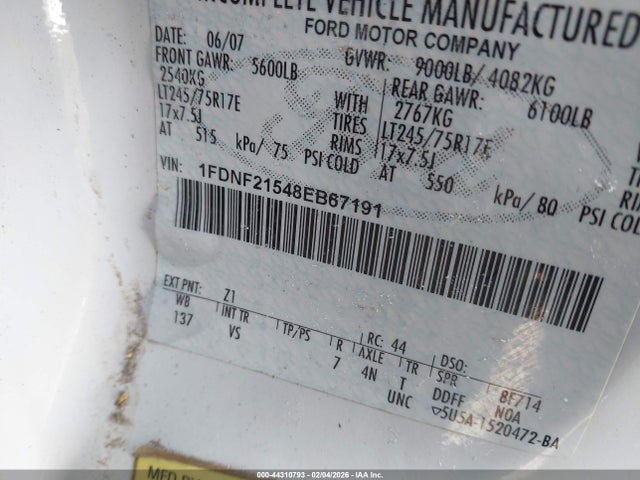 INCOMPLETE VEHICLE MANUFACTURED
FORD MOTOR COMPANY
DATE: 06/07 GVWR: 9000LB/ 4082KG
FRONT GAWR: 5600LB REAR GAWR: 6100LB
2540KG WITH 2767KG
LT245/75R17E TIRES LT245/75R17E
17x7.5J RIMS 17x7.5J
AT 515 kPa/ 75 PSI COLD AT 550 kPa/ 80 PSI COLD
VIN: 1FDNF21548EB67191
EXT PNT: Z1 RC: 44 DSO:
WB INT TR TP/PS R AXLE TR SPR 8F714
137 VS 7 4N T DDFF N0A
UNC ▽5U5A-1520472-BA
000-44310793 - 02/04/2026 - IAAI.COM